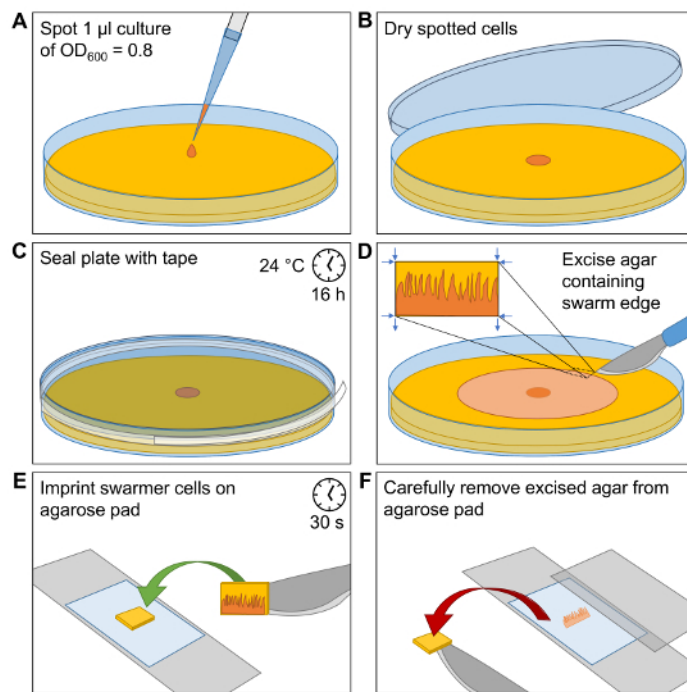 A Spot 1 µl culture
of OD600 = 0.8
B Dry spotted cells
C Seal plate with tape
24 °C
16 h
D Excise agar
containing
swarm edge
E Imprint swarmer cells on
agarose pad
30 s
F Carefully remove excised agar from
agarose pad